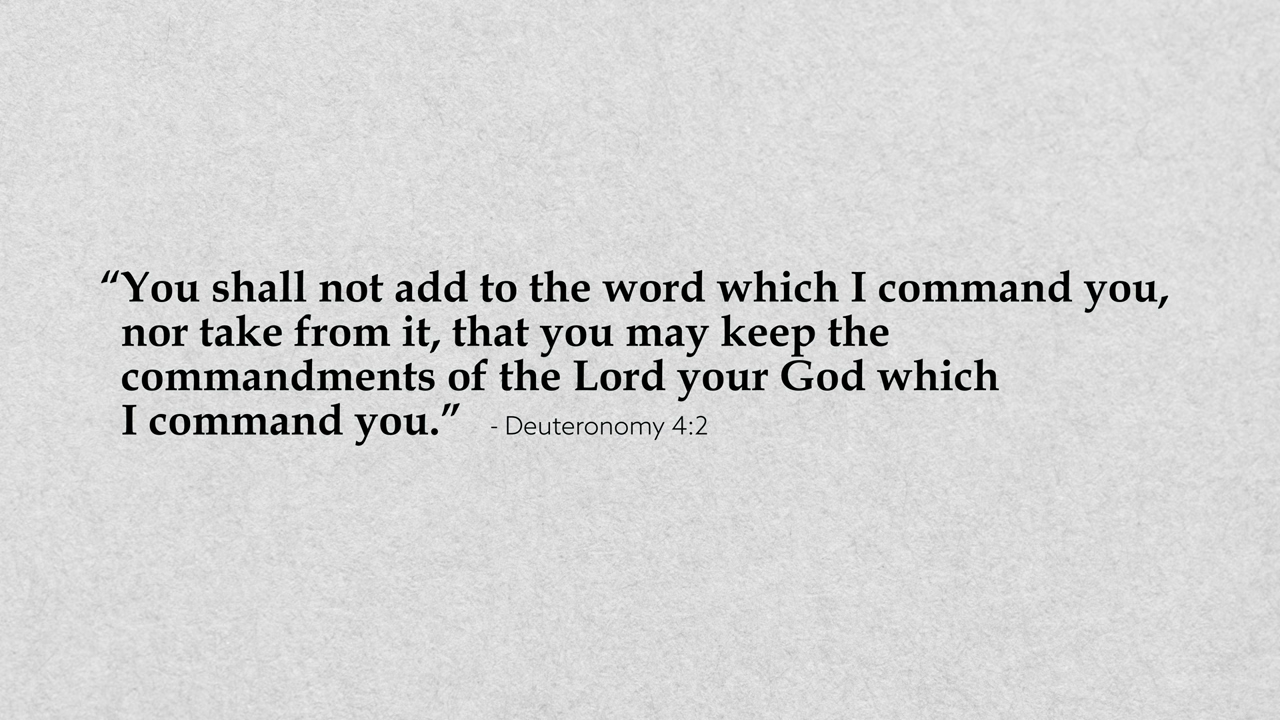 “You shall not add to the word which I command you,
nor take from it, that you may keep the
commandments of the Lord your God which
I command you.” - Deuteronomy 4:2